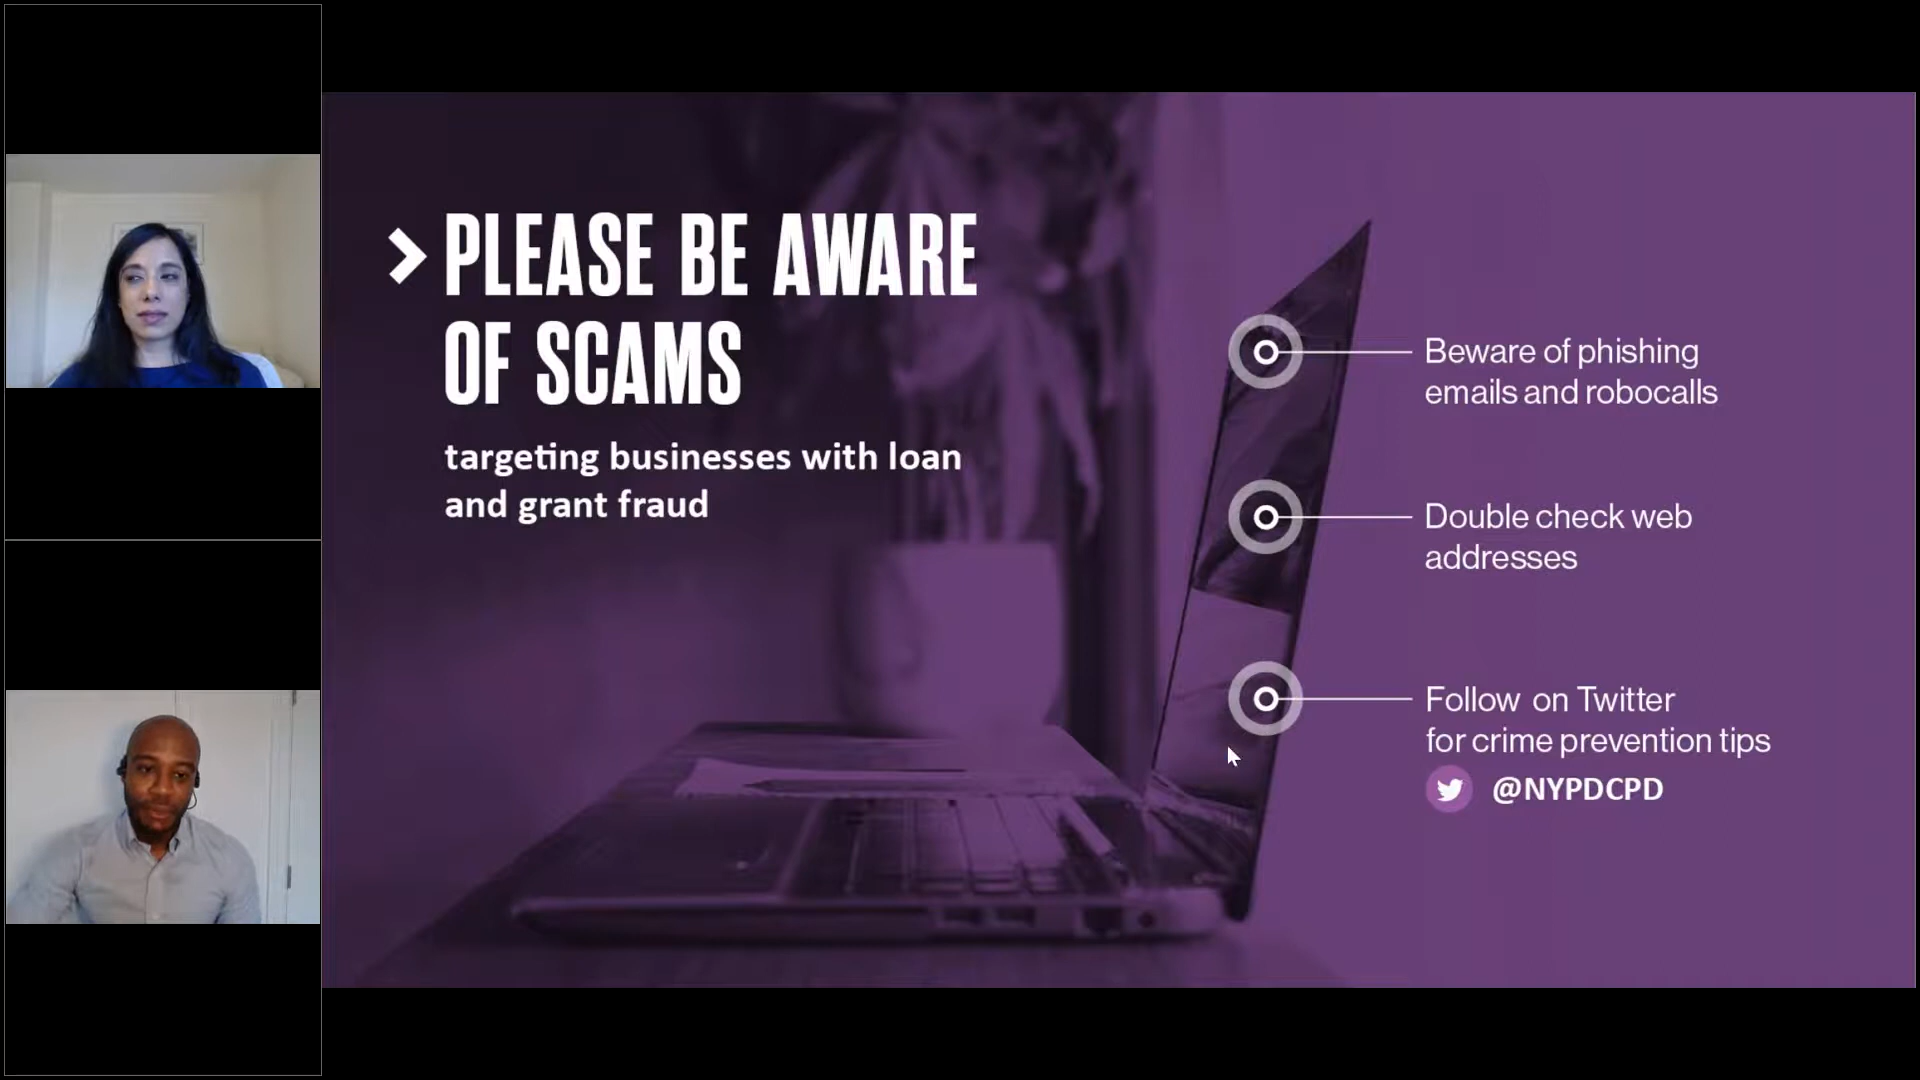 PLEASE BE AWARE
OF SCAMS
targeting businesses with loan
and grant fraud
Beware of phishing
emails and robocalls
Double check web
addresses
Follow on Twitter
for crime prevention tips
@NYPDCPD